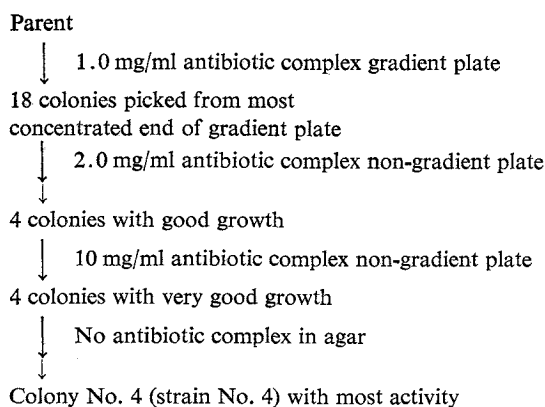 Parent
1.0 mg/ml antibiotic complex gradient plate
18 colonies picked from most
concentrated end of gradient plate
2.0 mg/ml antibiotic complex non-gradient plate
4 colonies with good growth
10 mg/ml antibiotic complex non-gradient plate
4 colonies with very good growth
No antibiotic complex in agar
Colony No. 4 (strain No. 4) with most activity